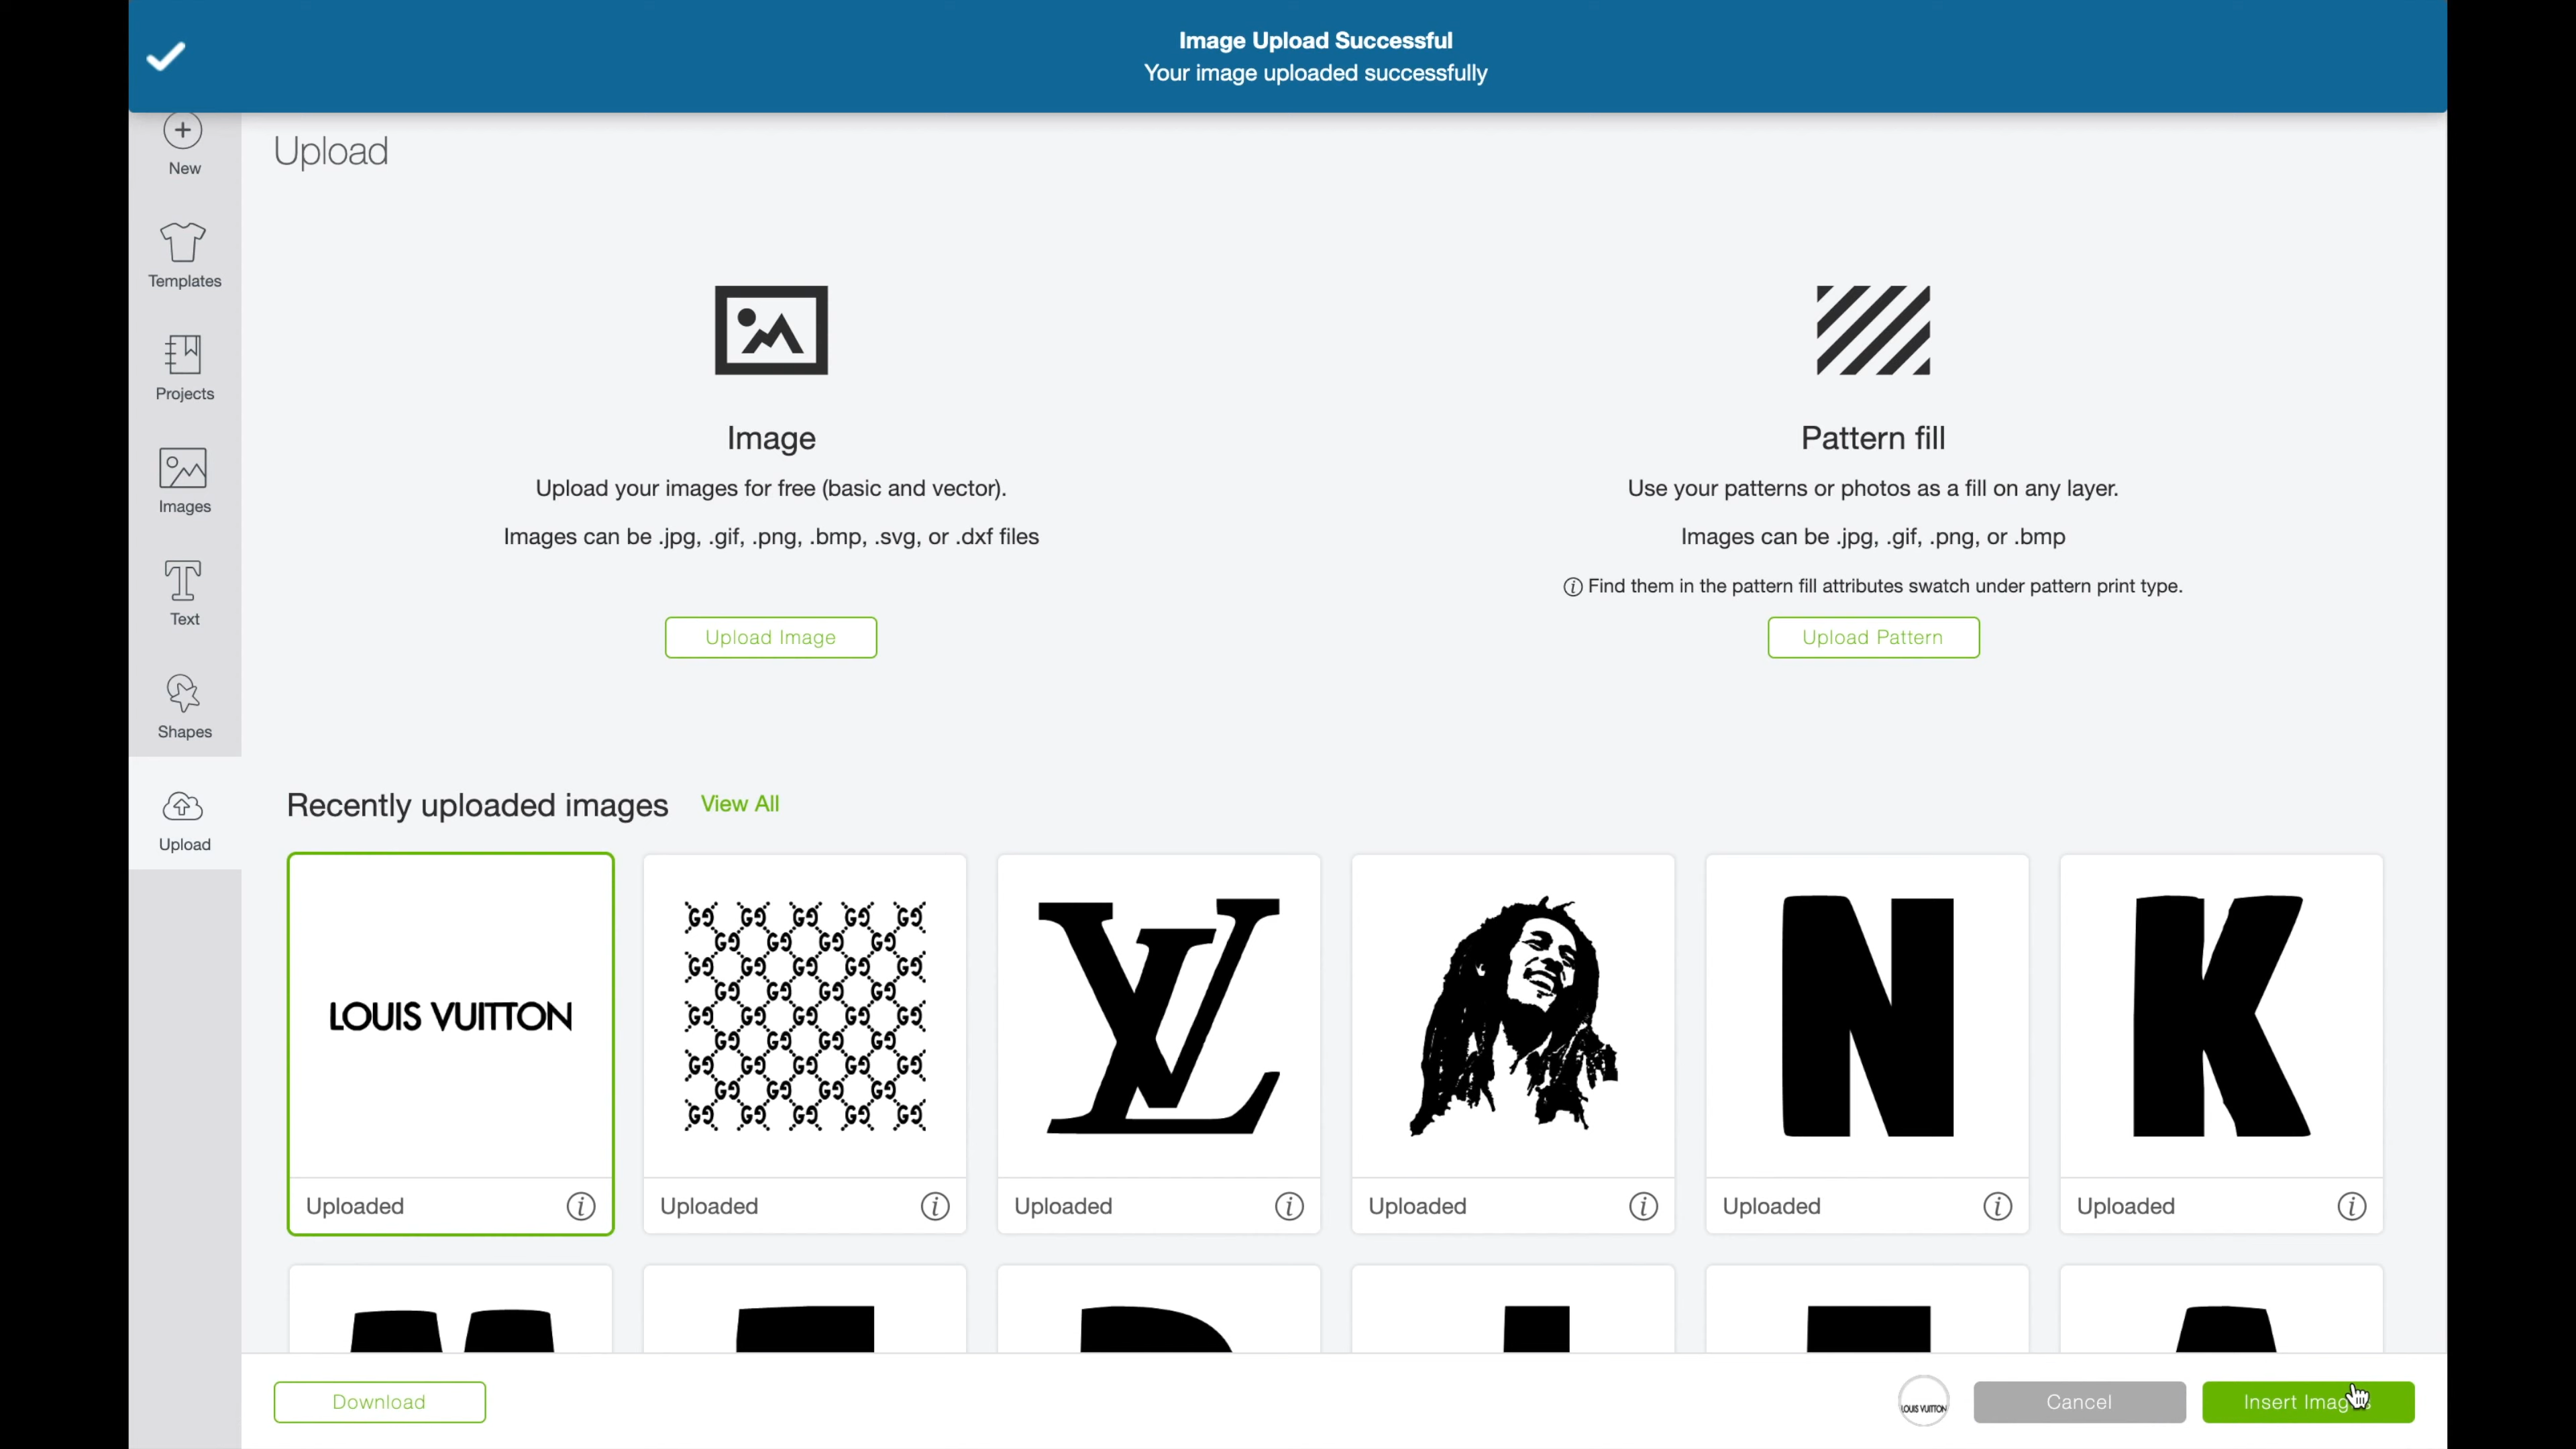 Image Upload Successful
Your image uploaded successfully
New
Templates
Projects
Images
Text
Shapes
Upload
Upload
Image
Upload your images for free (basic and vector).
Images can be .jpg, .gif, .png, .bmp, .svg, or .dxf files
Upload Image
Pattern fill
Use your patterns or photos as a fill on any layer.
Images can be .jpg, .gif, .png, or .bmp
Find them in the pattern fill attributes swatch under pattern print type.
Upload Pattern
Recently uploaded images View All
LOUIS VUITTON
LV
N
K
Uploaded
Uploaded
Uploaded
Uploaded
Uploaded
Uploaded
Download
LOUIS VUITTON
Cancel
Insert